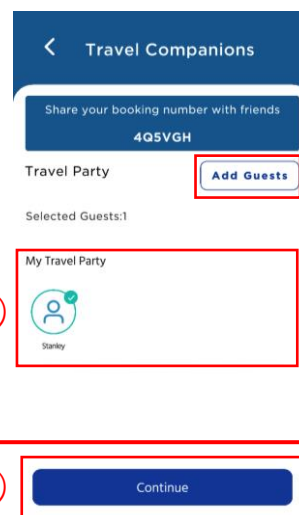 Travel Companions
Share your booking number with friends
4Q5VGH
Travel Party
Add Guests
Selected Guests:1
My Travel Party
Stanley
Continue